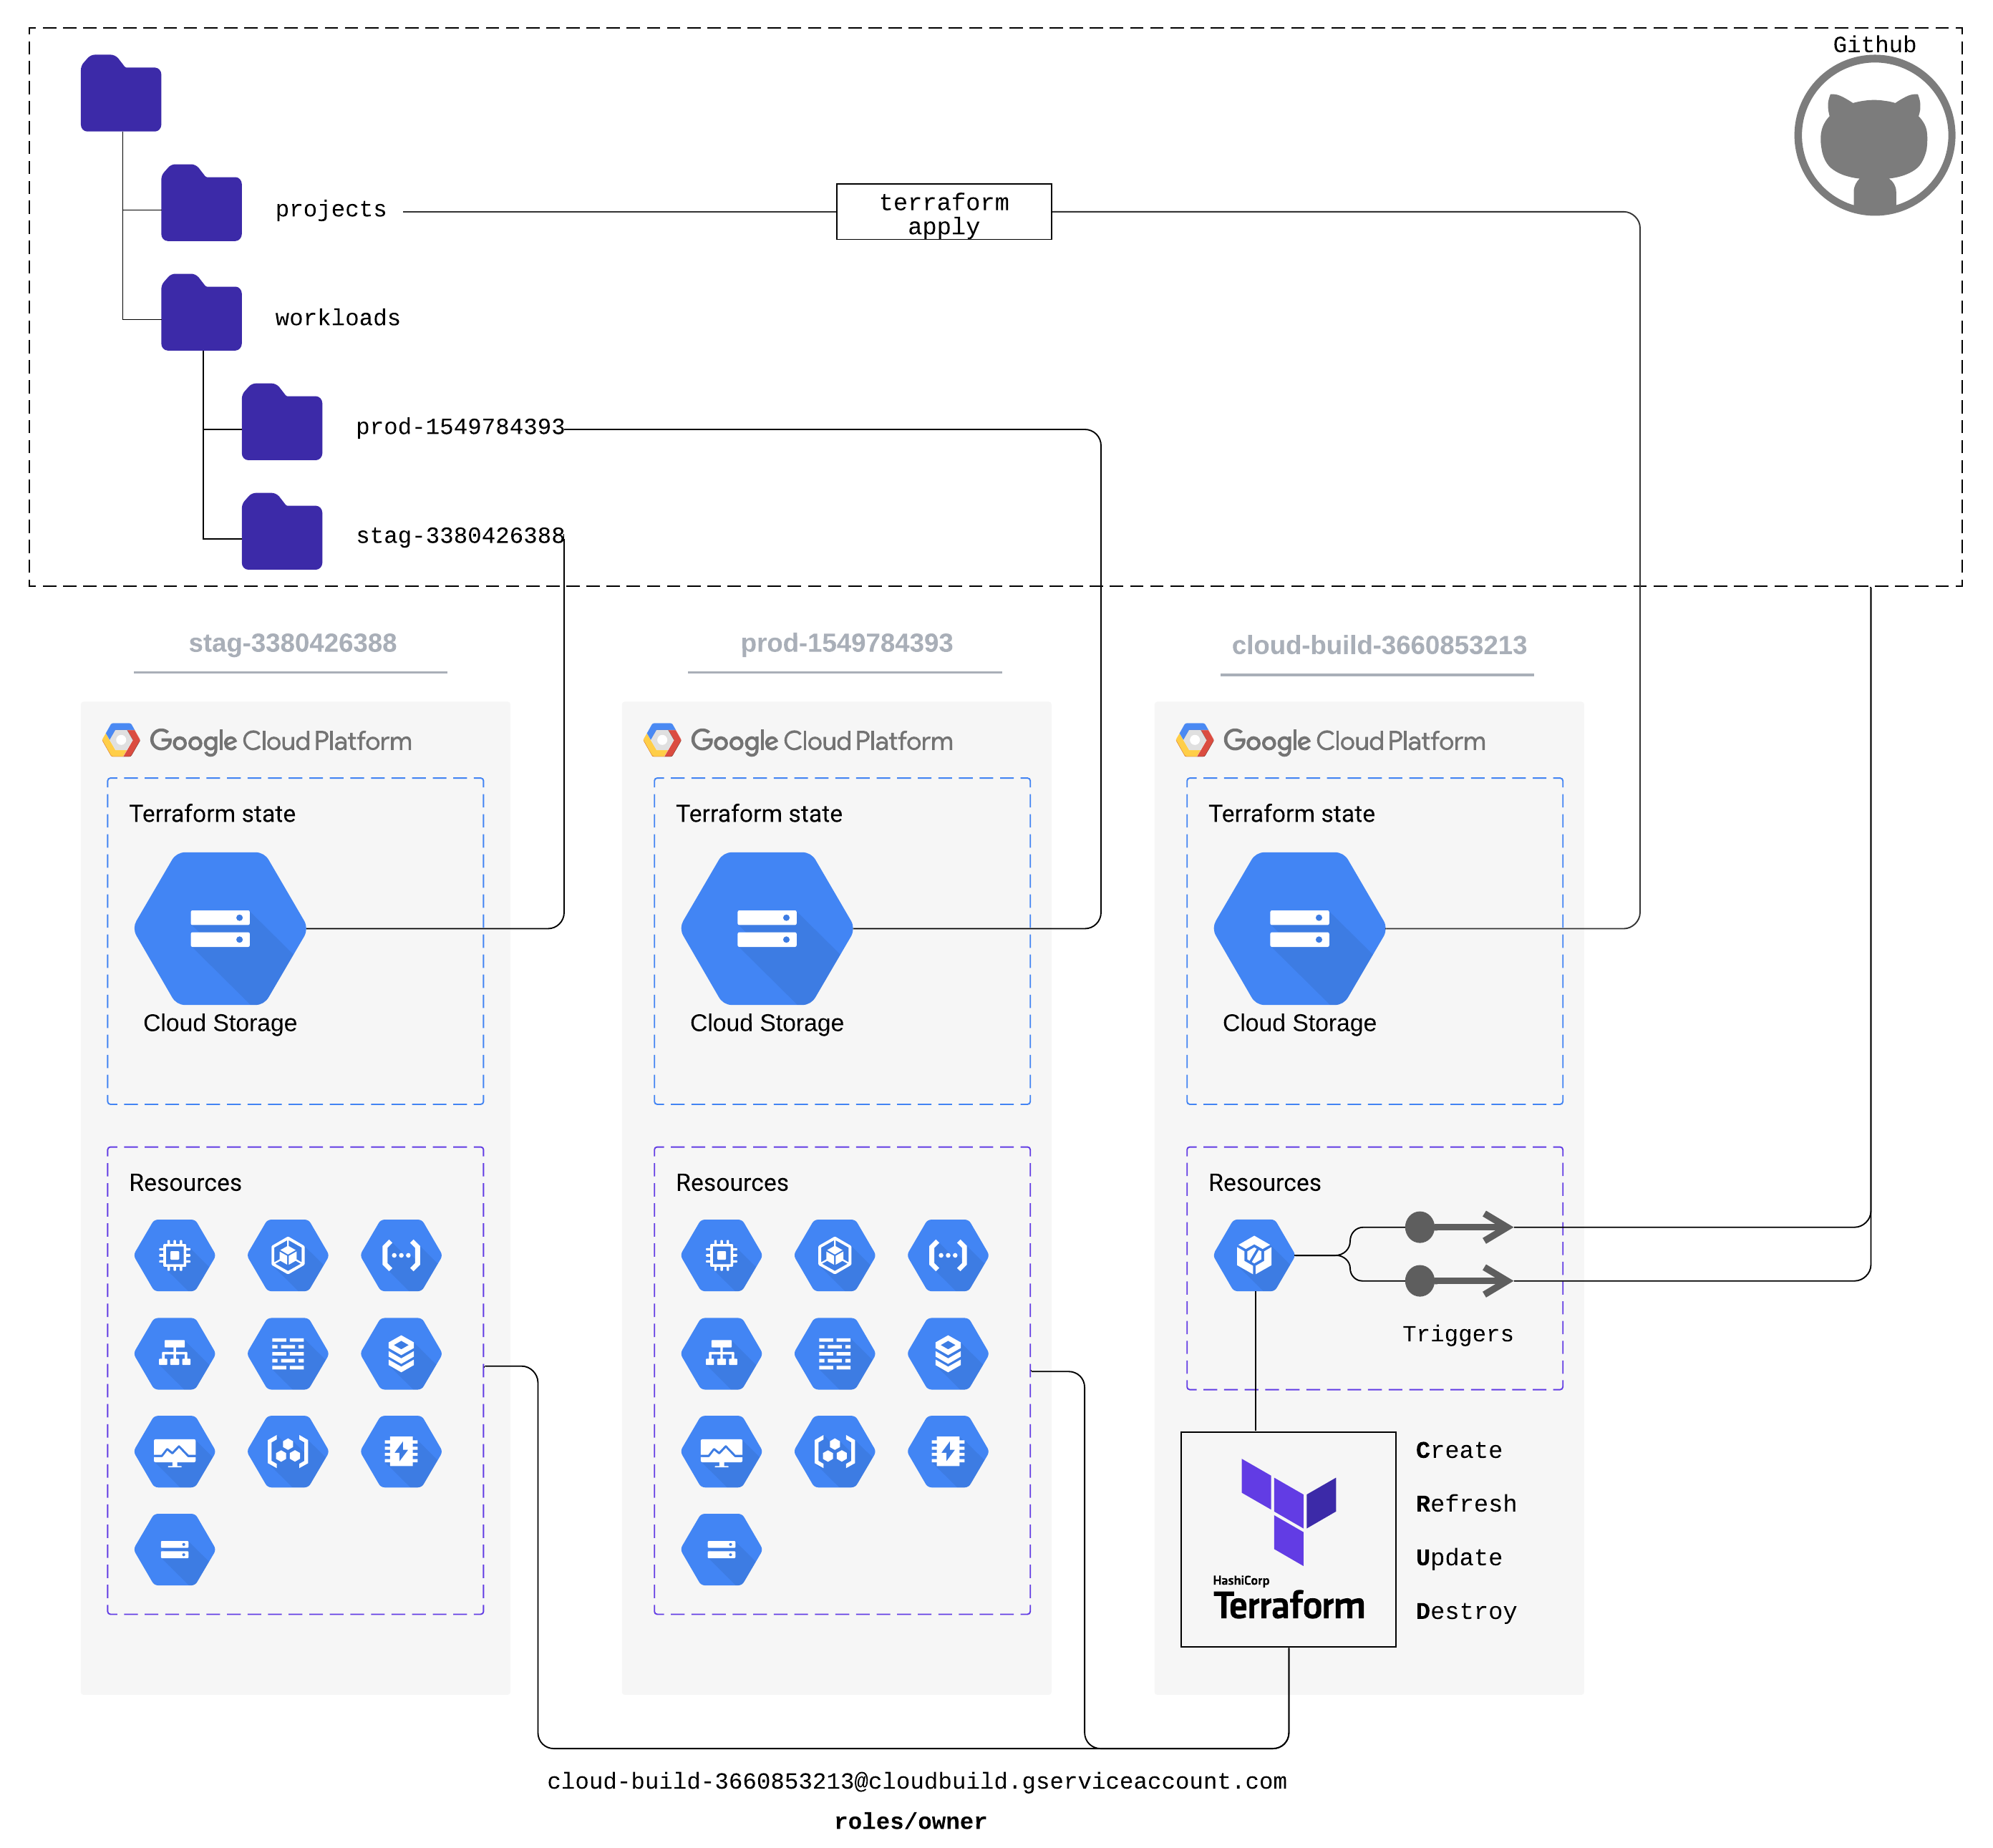 Github
projects
terraform
apply
workloads
prod-1549784393
stag-3380426388
stag-3380426388
prod-1549784393
cloud-build-3660853213
Google Cloud Platform
Google Cloud Platform
Google Cloud Platform
Terraform state
Terraform state
Terraform state
Cloud Storage
Cloud Storage
Cloud Storage
Resources
Resources
Resources
Triggers
Create
Refresh
Update
Destroy
HashiCorp
Terraform
cloud-build-3660853213@cloudbuild.gserviceaccount.com
roles/owner